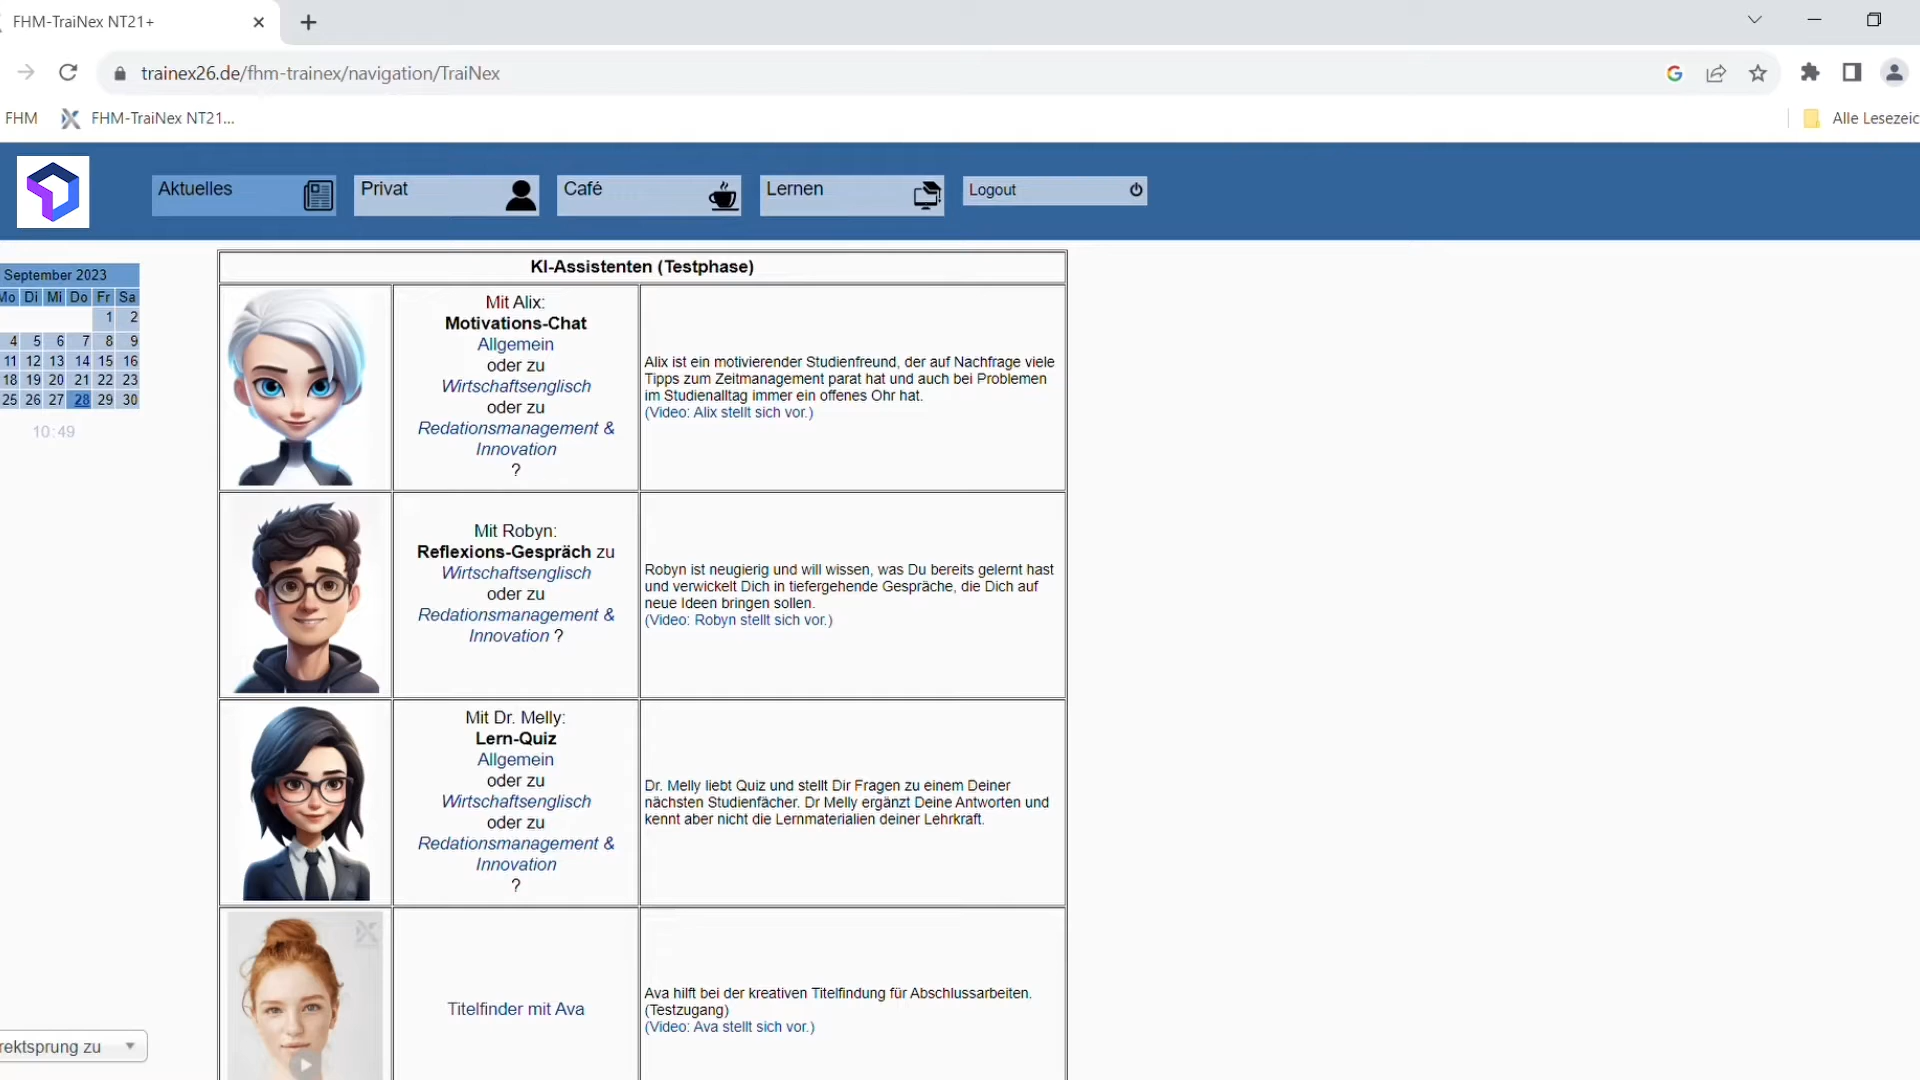 FHM-TraiNex NT21+
trainex26.de/fhm-trainex/navigation/TraiNex
FHM
FHM-TraiNex NT21...
Alle Lesezeic
Aktuelles
Privat
Café
Lernen
Logout
September 2023
Mo Di Mi Do Fr Sa
1 2
4 5 6 7 8 9
11 12 13 14 15 16
18 19 20 21 22 23
25 26 27 28 29 30
10:49
KI-Assistenten (Testphase)
Mit Alix:
Motivations-Chat
Allgemein
oder zu
Wirtschaftsenglisch
oder zu
Redationsmanagement &
Innovation
?
Alix ist ein motivierender Studienfreund, der auf Nachfrage viele
Tipps zum Zeitmanagement parat hat und auch bei Problemen
im Studienalltag immer ein offenes Ohr hat.
(Video: Alix stellt sich vor.)
Mit Robyn:
Reflexions-Gespräch zu
Wirtschaftsenglisch
oder zu
Redationsmanagement &
Innovation ?
Robyn ist neugierig und will wissen, was Du bereits gelernt hast
und verwickelt Dich in tiefergehende Gespräche, die Dich auf
neue Ideen bringen sollen.
(Video: Robyn stellt sich vor.)
Mit Dr. Melly:
Lern-Quiz
Allgemein
oder zu
Wirtschaftsenglisch
oder zu
Redationsmanagement &
Innovation
?
Dr. Melly liebt Quiz und stellt Dir Fragen zu einem Deiner
nächsten Studienfächer. Dr Melly ergänzt Deine Antworten und
kennt aber nicht die Lernmaterialien deiner Lehrkraft.
Titelfinder mit Ava
Ava hilft bei der kreativen Titelfindung für Abschlussarbeiten.
(Testzugang)
(Video: Ava stellt sich vor.)
rektsprung zu